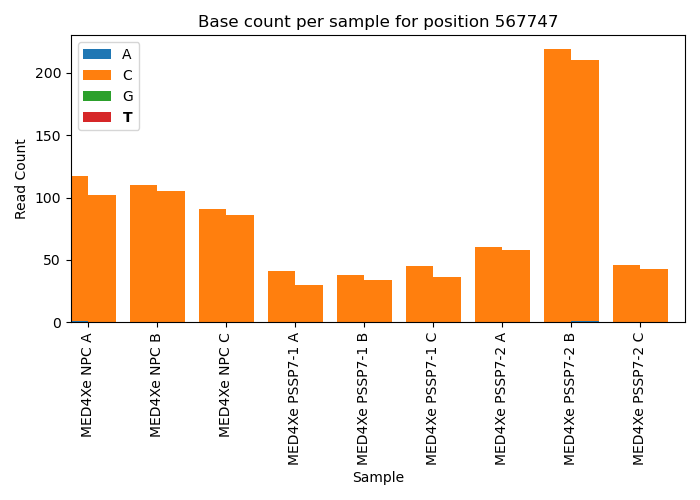 Base count per sample for position 567747
A
C
G
T
Read Count
200
150
100
50
0
MED4Xe NPC A
MED4Xe NPC B
MED4Xe NPC C
MED4Xe PSSP7-1 A
MED4Xe PSSP7-1 B
MED4Xe PSSP7-1 C
MED4Xe PSSP7-2 A
MED4Xe PSSP7-2 B
MED4Xe PSSP7-2 C
Sample